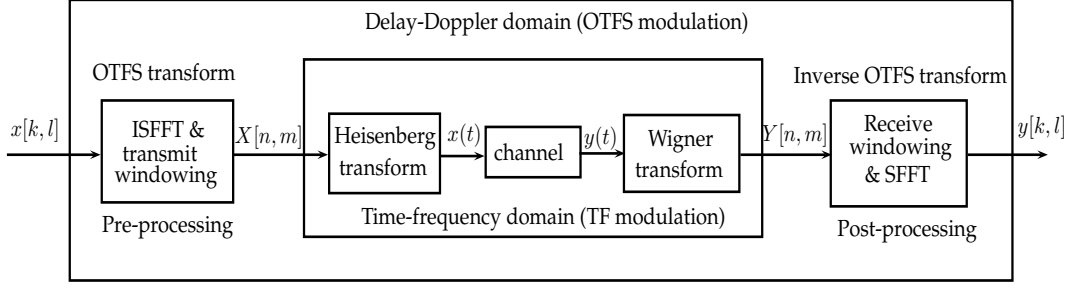 Delay-Doppler domain (OTFS modulation)
OTFS transform
Inverse OTFS transform
x[k, l]
ISFFT &
transmit
windowing
X[n, m]
Heisenberg
transform
x(t)
channel
y(t)
Wigner
transform
Y[n, m]
Receive
windowing
& SFFT
y[k, l]
Pre-processing
Time-frequency domain (TF modulation)
Post-processing